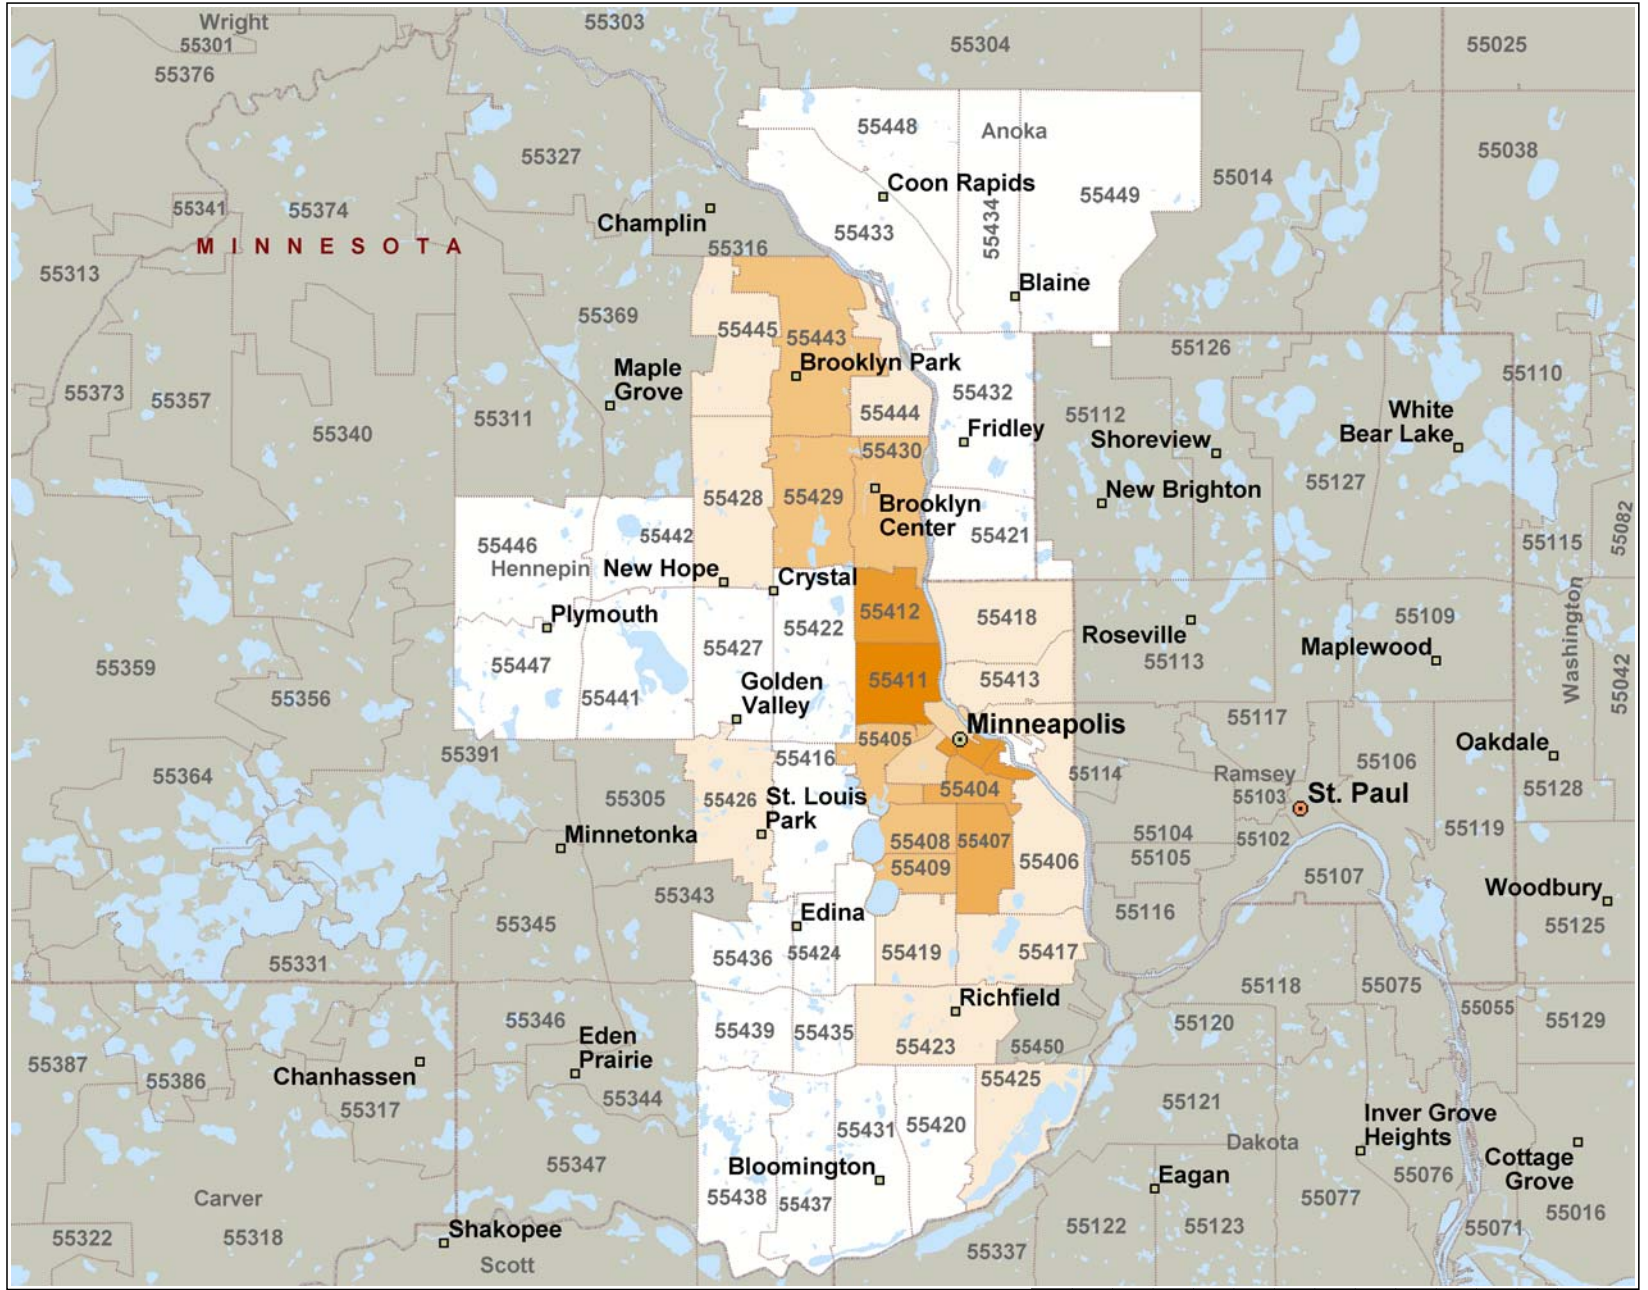 Wright
55301
55376
55303
55304
55025
55327
55448
Anoka
55038
55341
55374
Champlin
Coon Rapids
55434
55449
55014
MINNESOTA
55316
55433
55313
Blaine
55369
55445
55443
55126
55110
55373
55357
Maple
Grove
Brooklyn Park
55432
55311
55340
55444
Fridley
55112
Shoreview
White
Bear Lake
55430
55428
55429
Brooklyn
Center
New Brighton
55127
55446
55442
55421
55115
55082
Hennepin
New Hope
Crystal
Plymouth
55422
55412
55418
Roseville
55113
55109
Maplewood
Washington
55359
55447
55427
55356
55441
Golden
Valley
55411
55413
55042
55117
Minneapolis
55391
55416
55405
Oakdale
55364
55305
55426
St. Louis
Park
55404
55114
Ramsey
55103
St. Paul
55106
55128
Minnetonka
55408
55407
55409
55406
55104
55105
55102
55119
55107
55343
Woodbury
55345
Edina
55116
55125
55331
55436
55424
55419
55417
55118
55075
Richfield
55346
Eden
Prairie
55439
55435
55423
55450
55120
55055
55129
55387
55386
Chanhassen
55317
55344
55425
55121
55431
55420
Inver Grove
Heights
Dakota
55347
Bloomington
Eagan
55076
Cottage
Grove
Carver
55438
55437
55077
55322
55318
Shakopee
55122
55123
55071
55016
Scott
55337